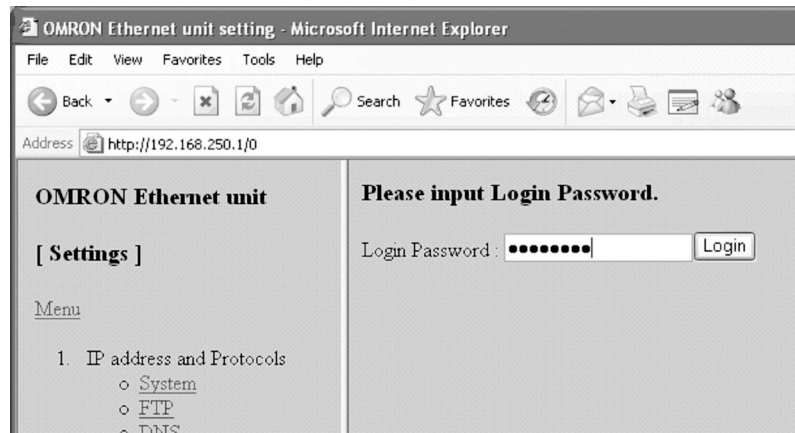 OMRON Ethernet unit setting - Microsoft Internet Explorer
File Edit View Favorites Tools Help
Back Search Favorites
Address http://192.168.250.1/0
OMRON Ethernet unit
[ Settings ]
Menu
1. IP address and Protocols
System
FTP
DNS
Please input Login Password.
Login Password : ●●●●●●●● Login